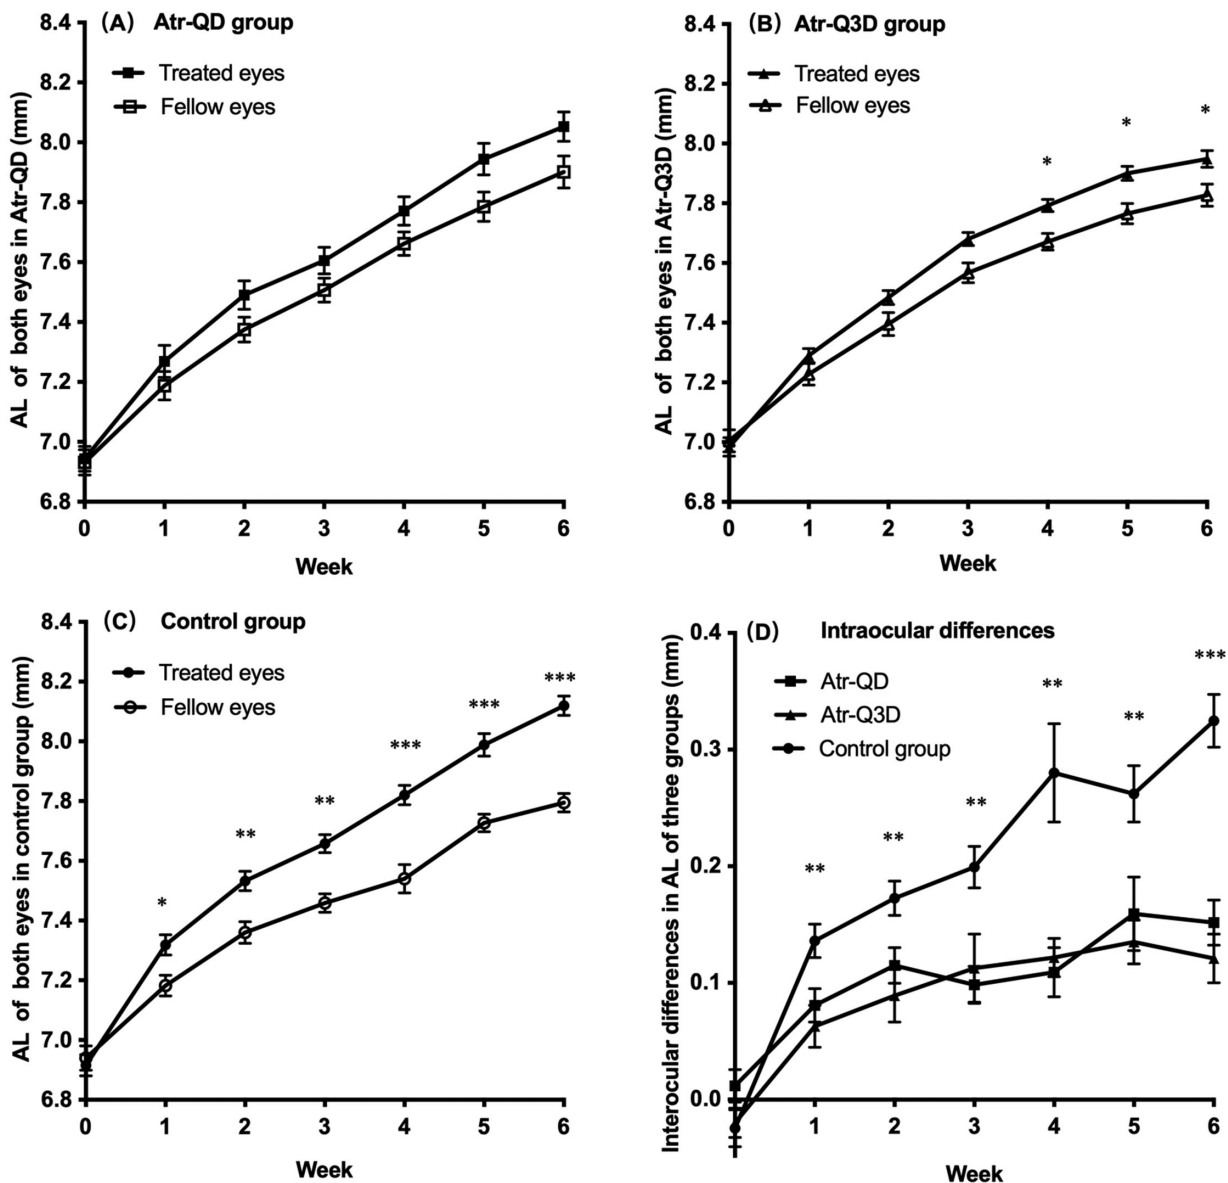 (A) Atr-QD group
Treated eyes
Fellow eyes
AL of both eyes in Atr-QD (mm)
8.4
8.2
8.0
7.8
7.6
7.4
7.2
7.0
6.8
0 1 2 3 4 5 6
Week
(B) Atr-Q3D group
Treated eyes
Fellow eyes
AL of both eyes in Atr-Q3D (mm)
8.4
8.2
8.0
7.8
7.6
7.4
7.2
7.0
6.8
* * *
0 1 2 3 4 5 6
Week
(C) Control group
Treated eyes
Fellow eyes
AL of both eyes in control group (mm)
8.4
8.2
8.0
7.8
7.6
7.4
7.2
7.0
6.8
* ** ** *** *** ***
0 1 2 3 4 5 6
Week
(D) Intraocular differences
Atr-QD
Atr-Q3D
Control group
Interocular differences in AL of three groups (mm)
0.4
0.3
0.2
0.1
0.0
** ** ** ** ** ***
1 2 3 4 5 6
Week